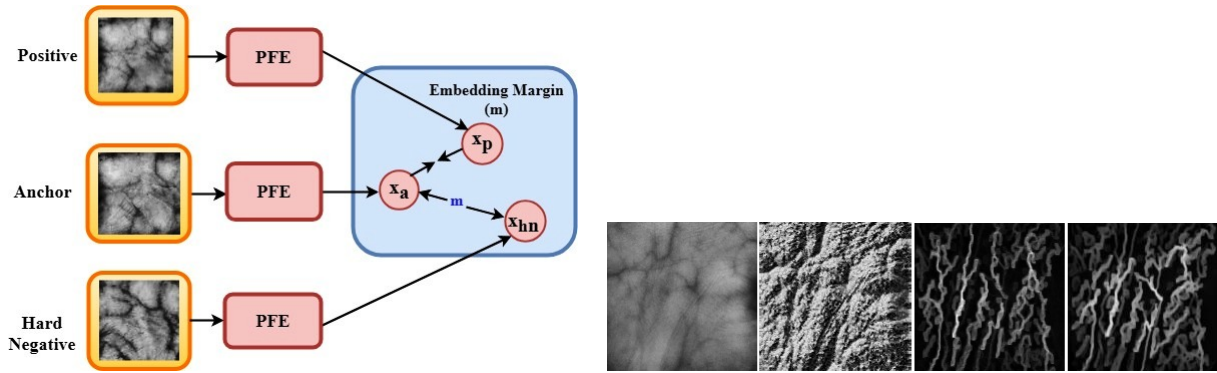 Positive
PFE
Embedding Margin
(m)
xp
Anchor
PFE
xa
m
xhn
Hard
Negative
PFE